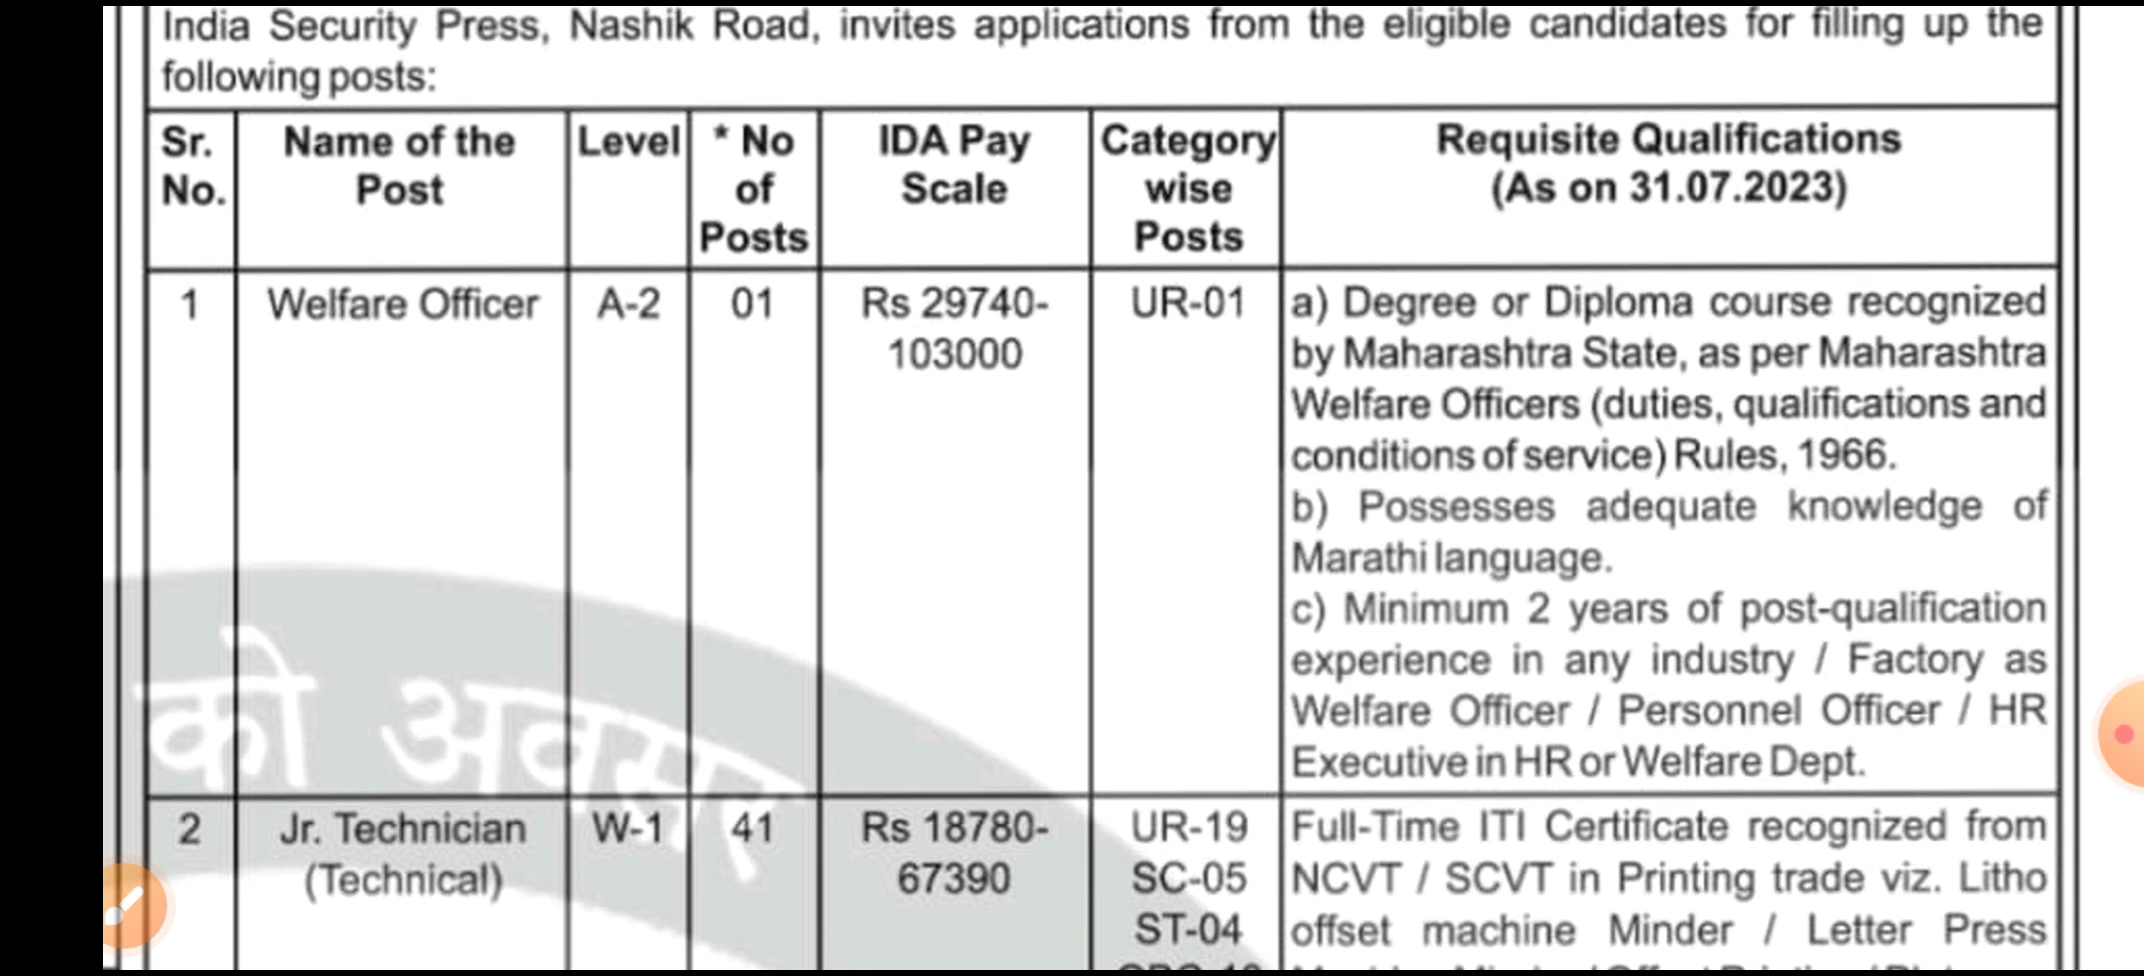 India Security Press, Nashik Road, invites applications from the eligible candidates for filling up the
following posts:
Sr. No.
Name of the Post
Level
* No of Posts
IDA Pay Scale
Category wise Posts
Requisite Qualifications
(As on 31.07.2023)
1
Welfare Officer
A-2
01
Rs 29740-
103000
UR-01
a) Degree or Diploma course recognized
by Maharashtra State, as per Maharashtra
Welfare Officers (duties, qualifications and
conditions of service) Rules, 1966.
b) Possesses adequate knowledge of
Marathi language.
c) Minimum 2 years of post-qualification
experience in any industry / Factory as
Welfare Officer / Personnel Officer / HR
Executive in HR or Welfare Dept.
2
Jr. Technician
(Technical)
W-1
41
Rs 18780-
67390
UR-19
SC-05
ST-04
Full-Time ITI Certificate recognized from
NCVT / SCVT in Printing trade viz. Litho
offset machine Minder / Letter Press
को अवसर